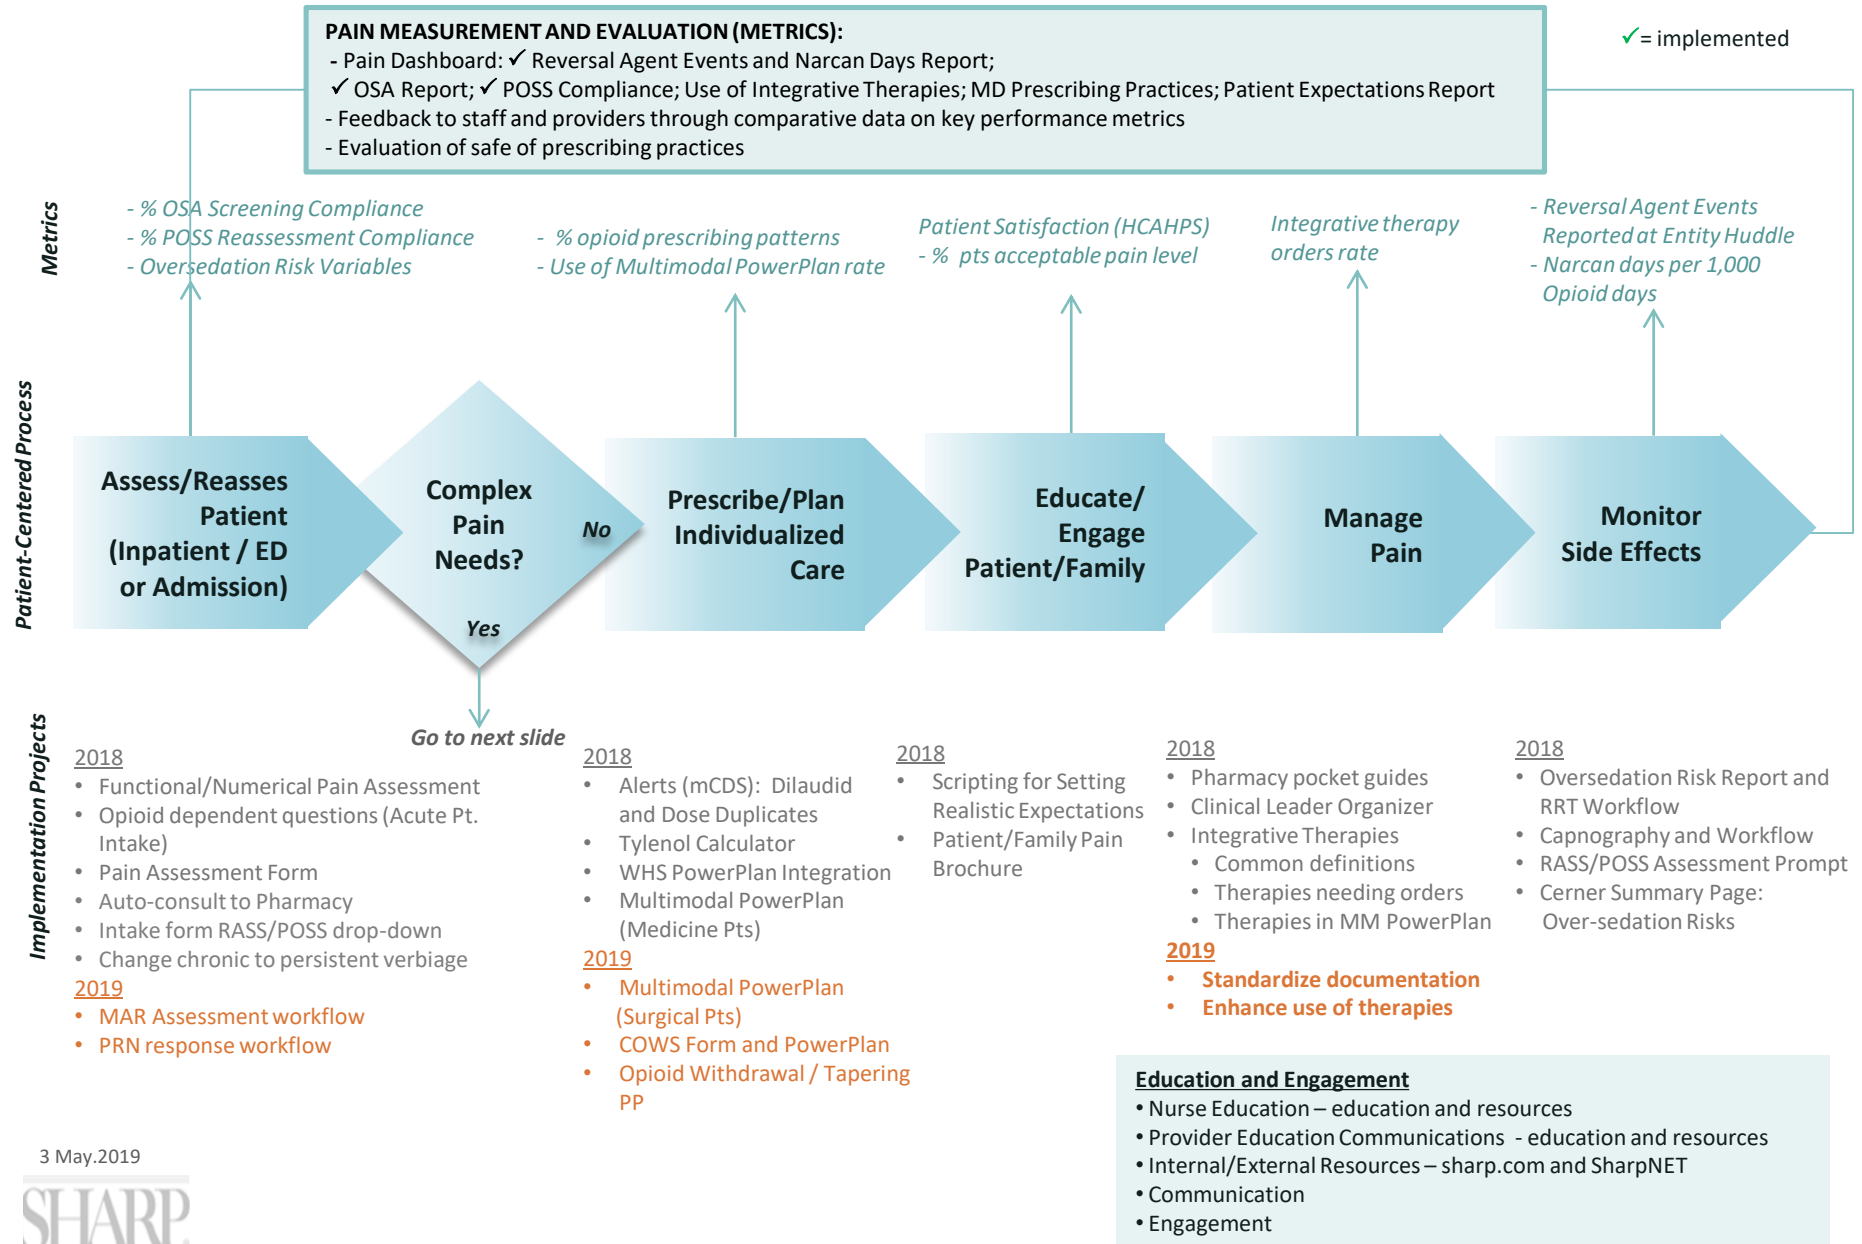 PAIN MEASUREMENT AND EVALUATION (METRICS):
- Pain Dashboard: ✓ Reversal Agent Events and Narcan Days Report;
✓ OSA Report; ✓ POSS Compliance; Use of Integrative Therapies; MD Prescribing Practices; Patient Expectations Report
- Feedback to staff and providers through comparative data on key performance metrics
- Evaluation of safe of prescribing practices
✓= implemented
Metrics
- % OSA Screening Compliance
- % POSS Reassessment Compliance
- Oversedation Risk Variables
- % opioid prescribing patterns
- Use of Multimodal PowerPlan rate
Patient Satisfaction (HCAHPS)
- % pts acceptable pain level
Integrative therapy
orders rate
- Reversal Agent Events
Reported at Entity Huddle
- Narcan days per 1,000
Opioid days
Patient-Centered Process
Assess/Reasses
Patient
(Inpatient / ED
or Admission)
Complex
Pain
Needs?
No
Yes
Go to next slide
Prescribe/Plan
Individualized
Care
Educate/
Engage
Patient/Family
Manage
Pain
Monitor
Side Effects
Implementation Projects
2018
• Functional/Numerical Pain Assessment
• Opioid dependent questions (Acute Pt.
Intake)
• Pain Assessment Form
• Auto-consult to Pharmacy
• Intake form RASS/POSS drop-down
• Change chronic to persistent verbiage
2019
• MAR Assessment workflow
• PRN response workflow
2018
• Alerts (mCDS): Dilaudid
and Dose Duplicates
• Tylenol Calculator
• WHS PowerPlan Integration
• Multimodal PowerPlan
(Medicine Pts)
2019
• Multimodal PowerPlan
(Surgical Pts)
• COWS Form and PowerPlan
• Opioid Withdrawal / Tapering
PP
2018
• Scripting for Setting
Realistic Expectations
• Patient/Family Pain
Brochure
2018
• Pharmacy pocket guides
• Clinical Leader Organizer
• Integrative Therapies
• Common definitions
• Therapies needing orders
• Therapies in MM PowerPlan
2019
• Standardize documentation
• Enhance use of therapies
2018
• Oversedation Risk Report and
RRT Workflow
• Capnography and Workflow
• RASS/POSS Assessment Prompt
• Cerner Summary Page:
Over-sedation Risks
Education and Engagement
• Nurse Education – education and resources
• Provider Education Communications - education and resources
• Internal/External Resources – sharp.com and SharpNET
• Communication
• Engagement
3 May.2019
SHARP